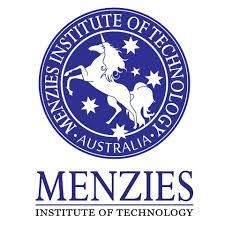 MENZIES INSTITUTE OF TECHNOLOGY
· AUSTRALIA ·
MENZIES
INSTITUTE OF TECHNOLOGY